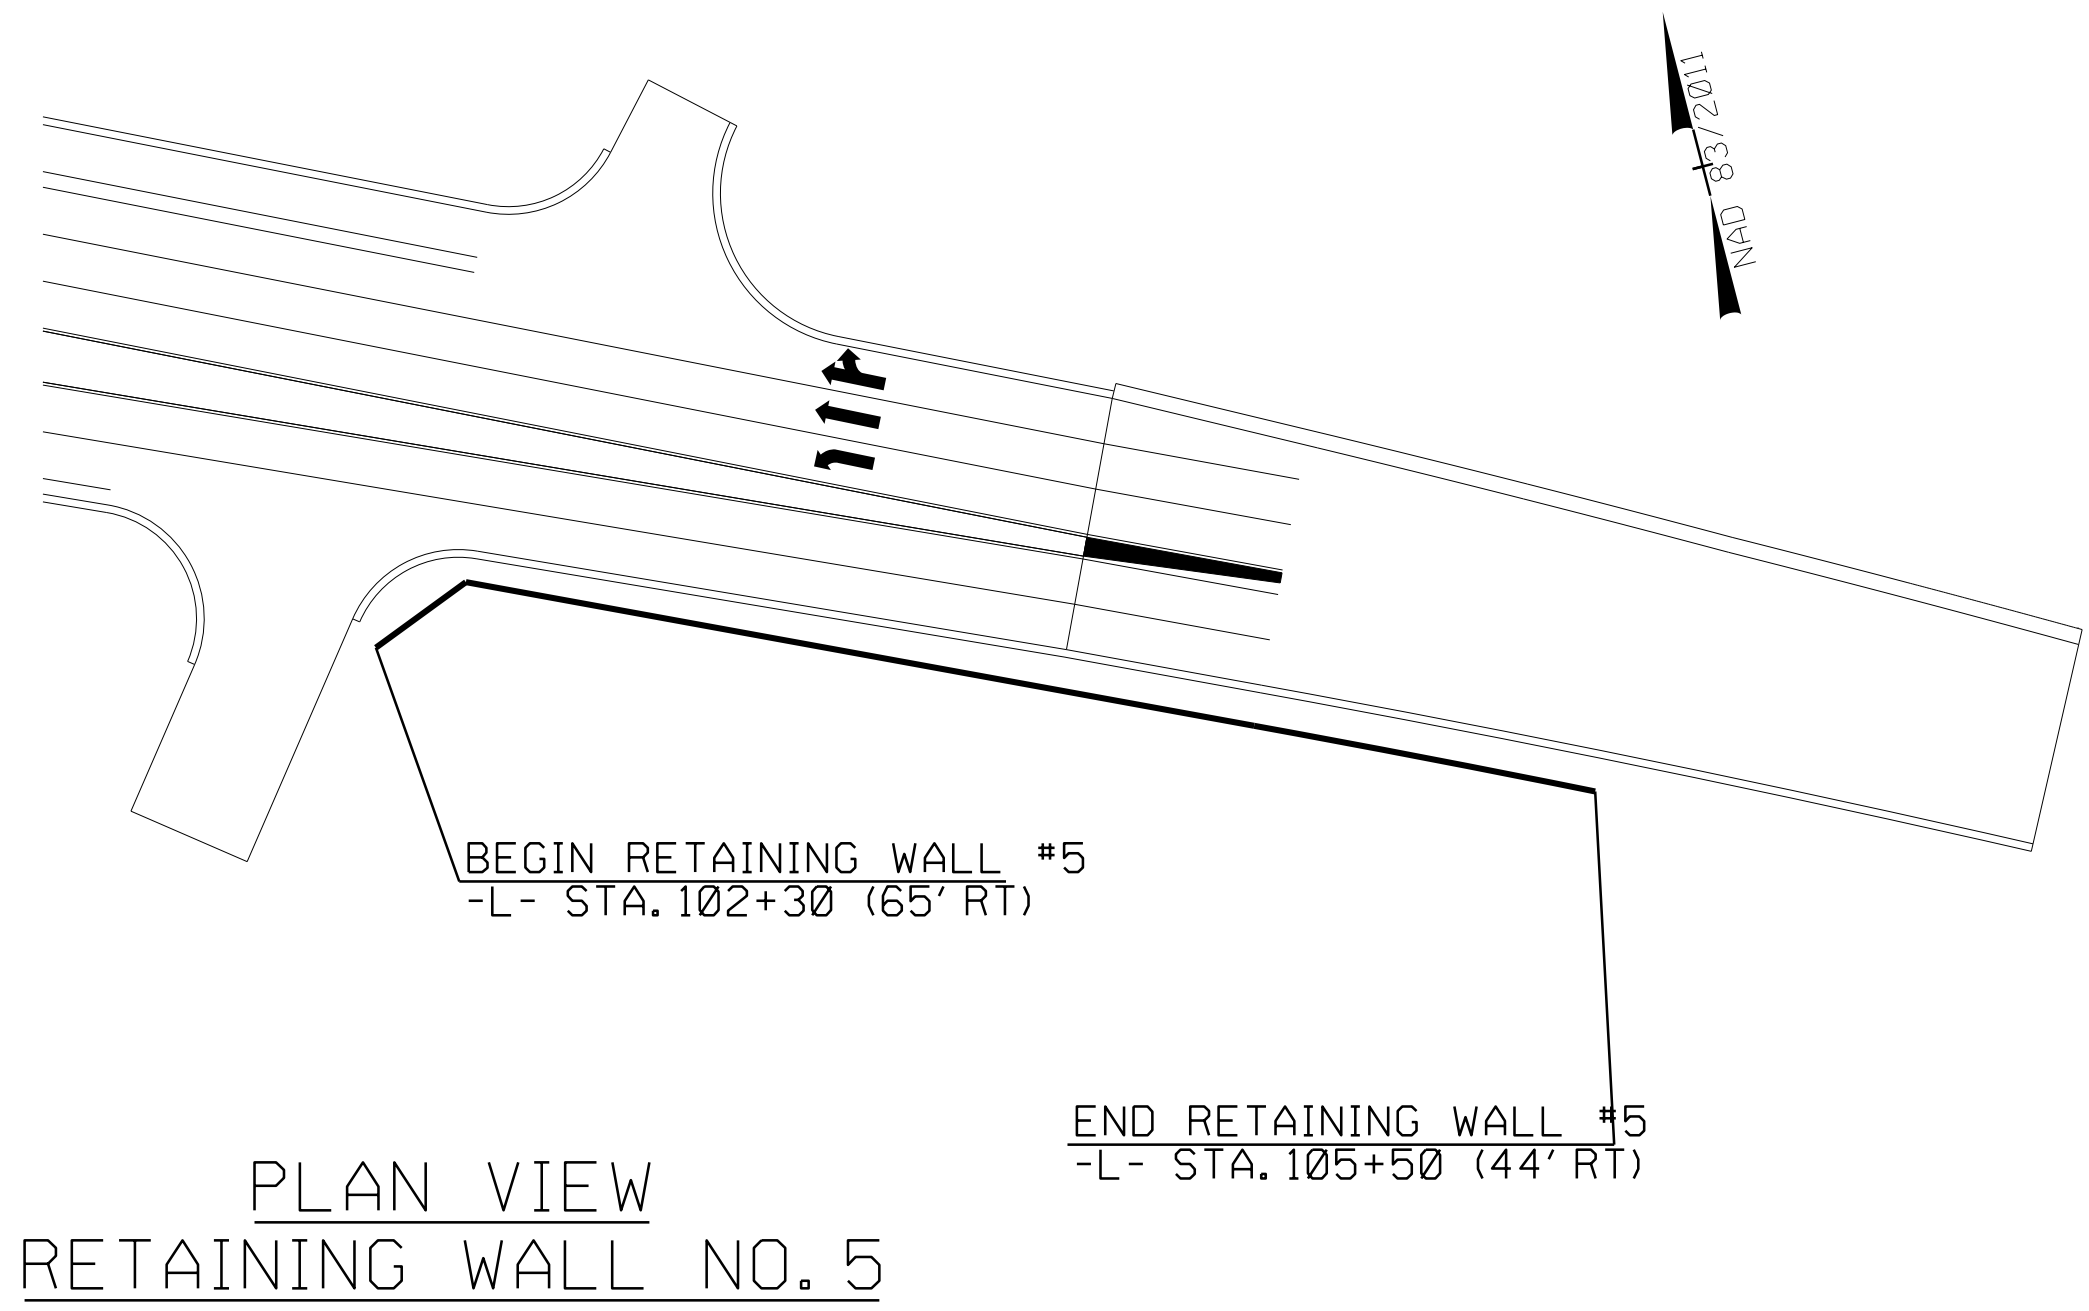 NAD 83/2011
BEGIN RETAINING WALL #5
-L- STA. 102+30 (65' RT)
END RETAINING WALL #5
-L- STA. 105+50 (44' RT)
PLAN VIEW
RETAINING WALL NO. 5